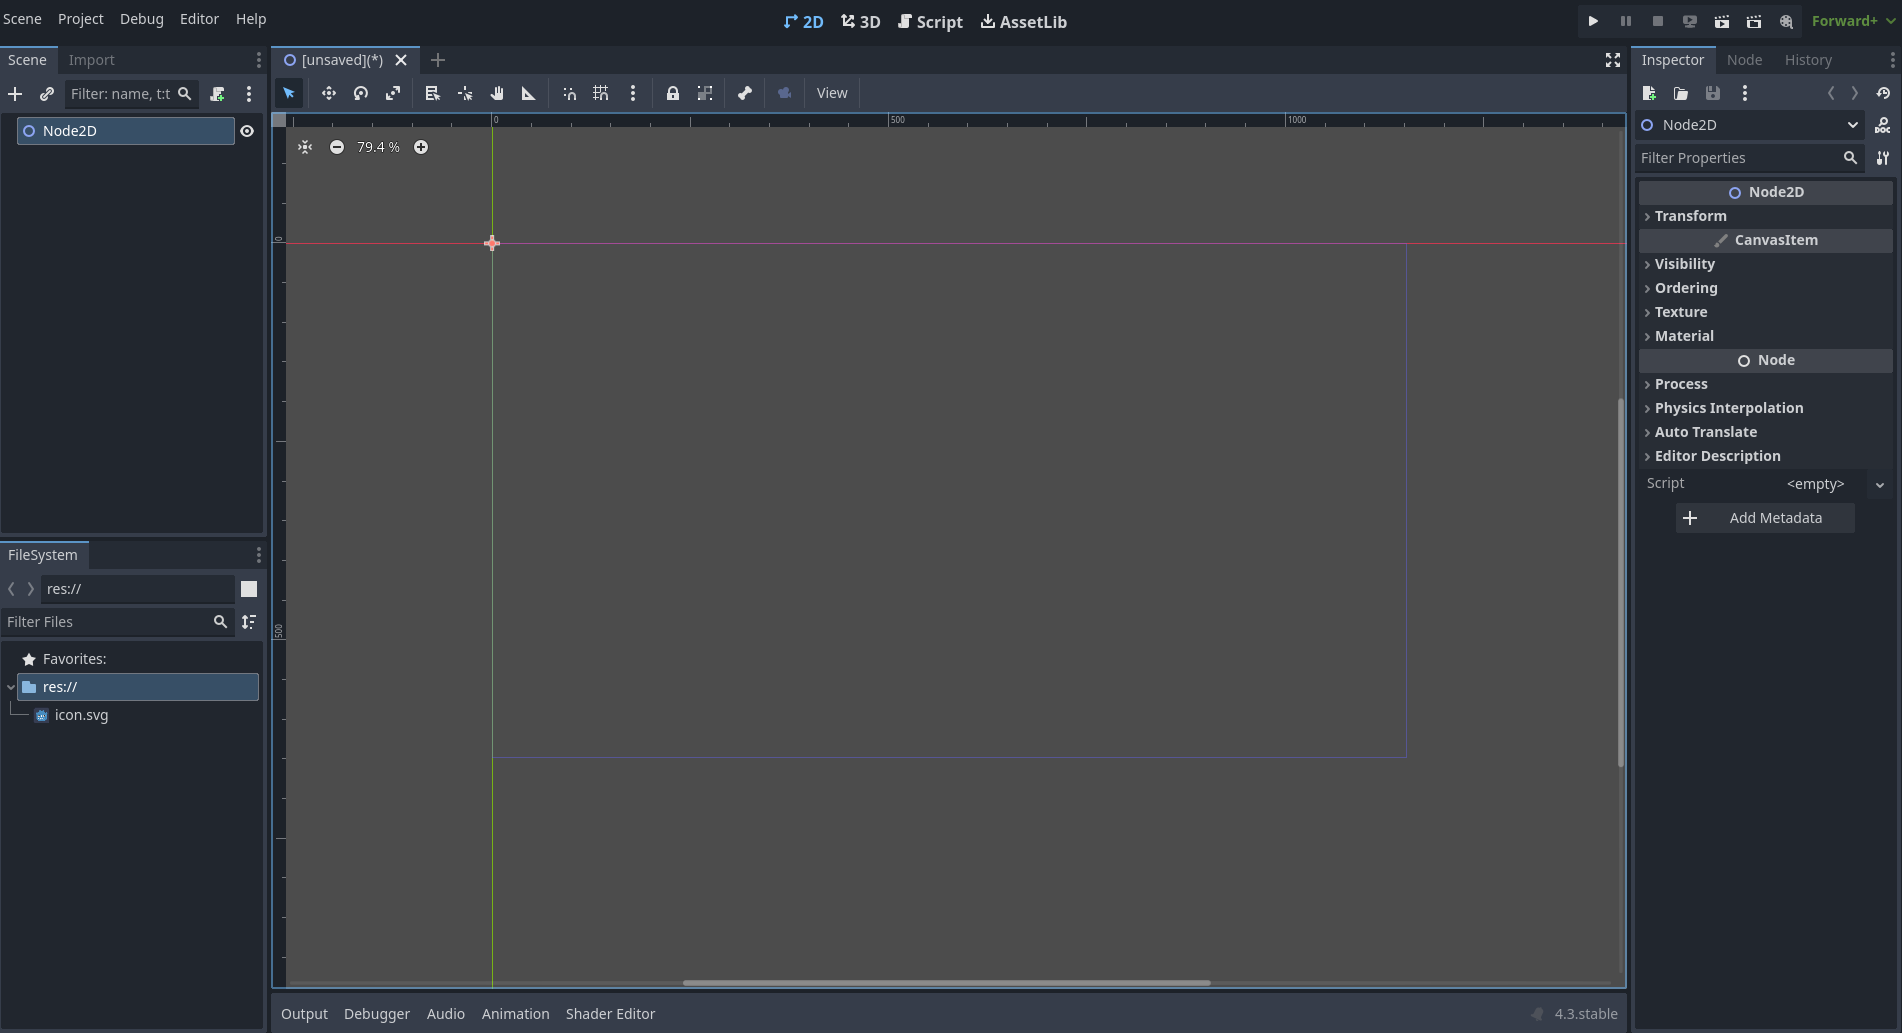 Scene Project Debug Editor Help
2D 3D Script AssetLib
Forward+
Scene Import
Filter: name, t:t
Node2D
FileSystem
res://
Filter Files
Favorites:
res://
icon.svg
[unsaved](*)
View
0 500 1000
0
500
79.4 %
Output Debugger Audio Animation Shader Editor
4.3.stable
Inspector Node History
Node2D
DOC
Filter Properties
Node2D
Transform
CanvasItem
Visibility
Ordering
Texture
Material
Node
Process
Physics Interpolation
Auto Translate
Editor Description
Script <empty>
Add Metadata